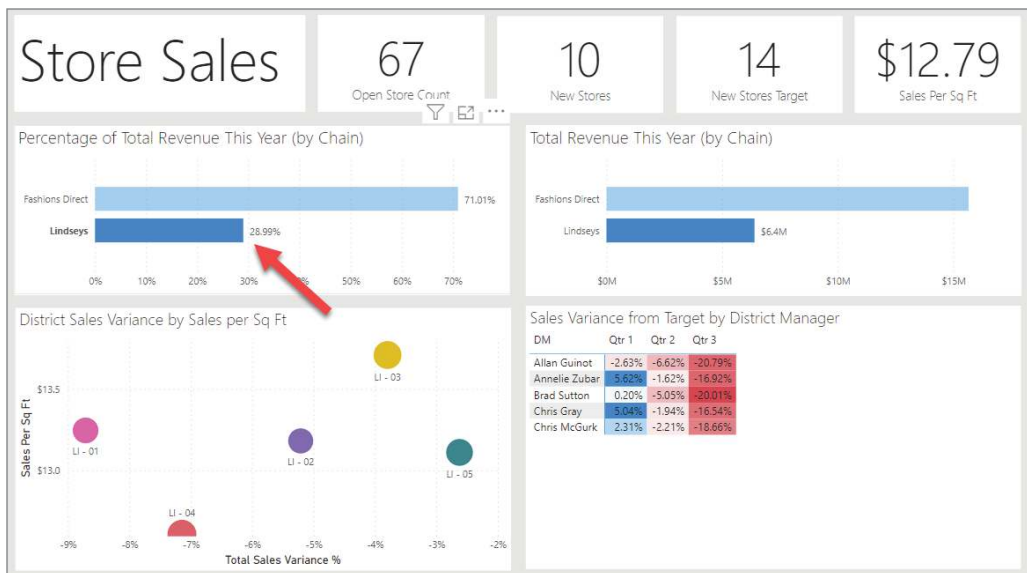 Store Sales
67
Open Store Count
10
New Stores
14
New Stores Target
$12.79
Sales Per Sq Ft
Percentage of Total Revenue This Year (by Chain)
Fashions Direct
71.01%
Lindseys
28.99%
0% 10% 20% 30% 50% 60% 70%
Total Revenue This Year (by Chain)
Fashions Direct
Lindseys
$6.4M
$0M $5M $10M $15M
District Sales Variance by Sales per Sq Ft
Sales Per Sq Ft
$13.5
$13.0
LI - 03
LI - 01
LI - 02
LI - 05
LI - 04
-9% -8% -7% -6% -5% -4% -3% -2%
Total Sales Variance %
Sales Variance from Target by District Manager
DM Qtr 1 Qtr 2 Qtr 3
Allan Guinot -2.63% -6.62% -20.79%
Annelie Zubar 5.62% -1.62% -16.92%
Brad Sutton 0.20% -5.05% -20.01%
Chris Gray 5.04% -1.94% -16.54%
Chris McGurk 2.31% -2.21% -18.66%